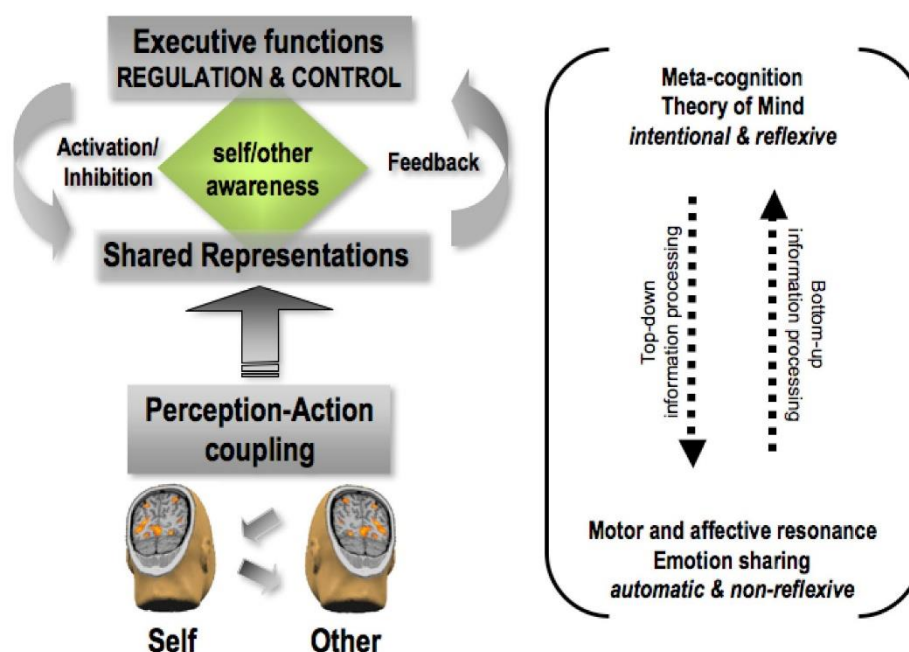 Executive functions
REGULATION & CONTROL
Activation/
Inhibition
self/other
awareness
Feedback
Shared Representations
Perception-Action
coupling
Self
Other
Meta-cognition
Theory of Mind
intentional & reflexive
Top-down
information processing
Bottom-up
information processing
Motor and affective resonance
Emotion sharing
automatic & non-reflexive